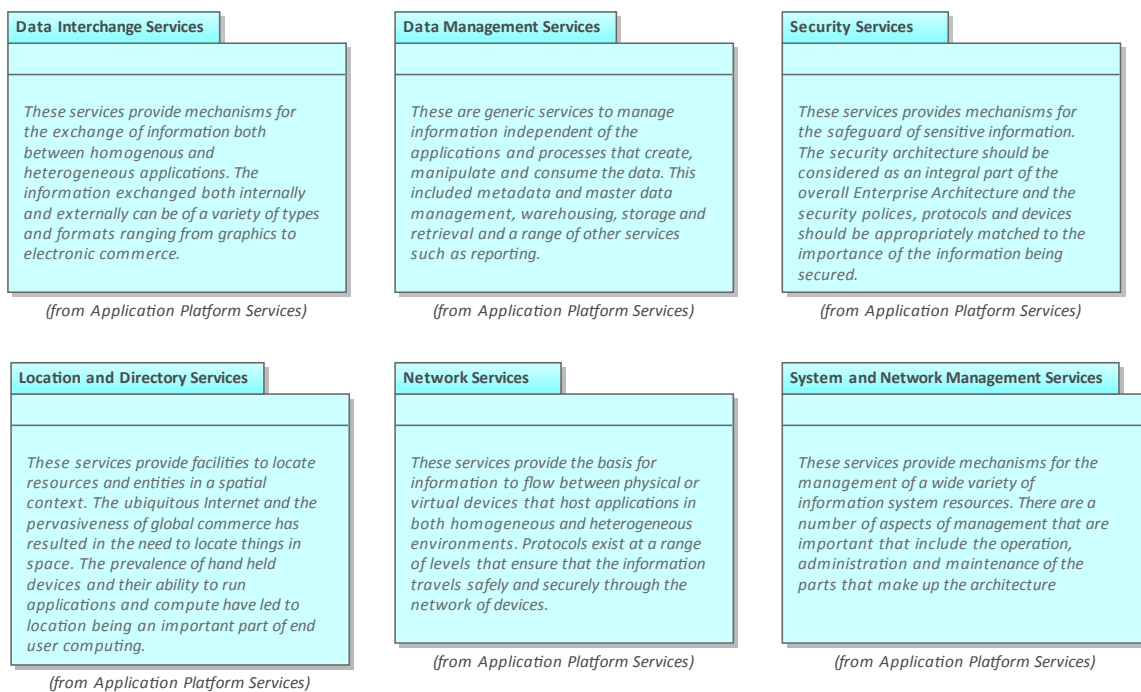 Data Interchange Services
These services provide mechanisms for
the exchange of information both
between homogenous and
heterogeneous applications. The
information exchanged both internally
and externally can be of a variety of types
and formats ranging from graphics to
electronic commerce.
(from Application Platform Services)
Data Management Services
These are generic services to manage
information independent of the
applications and processes that create,
manipulate and consume the data. This
included metadata and master data
management, warehousing, storage and
retrieval and a range of other services
such as reporting.
(from Application Platform Services)
Security Services
These services provides mechanisms for
the safeguard of sensitive information.
The security architecture should be
considered as an integral part of the
overall Enterprise Architecture and the
security polices, protocols and devices
should be appropriately matched to the
importance of the information being
secured.
(from Application Platform Services)
Location and Directory Services
These services provide facilities to locate
resources and entities in a spatial
context. The ubiquitous Internet and the
pervasiveness of global commerce has
resulted in the need to locate things in
space. The prevalence of hand held
devices and their ability to run
applications and compute have led to
location being an important part of end
user computing.
(from Application Platform Services)
Network Services
These services provide the basis for
information to flow between physical or
virtual devices that host applications in
both homogeneous and heterogeneous
environments. Protocols exist at a range
of levels that ensure that the information
travels safely and securely through the
network of devices.
(from Application Platform Services)
System and Network Management Services
These services provide mechanisms for the
management of a wide variety of
information system resources. There are a
number of aspects of management that are
important that include the operation,
administration and maintenance of the
parts that make up the architecture
(from Application Platform Services)